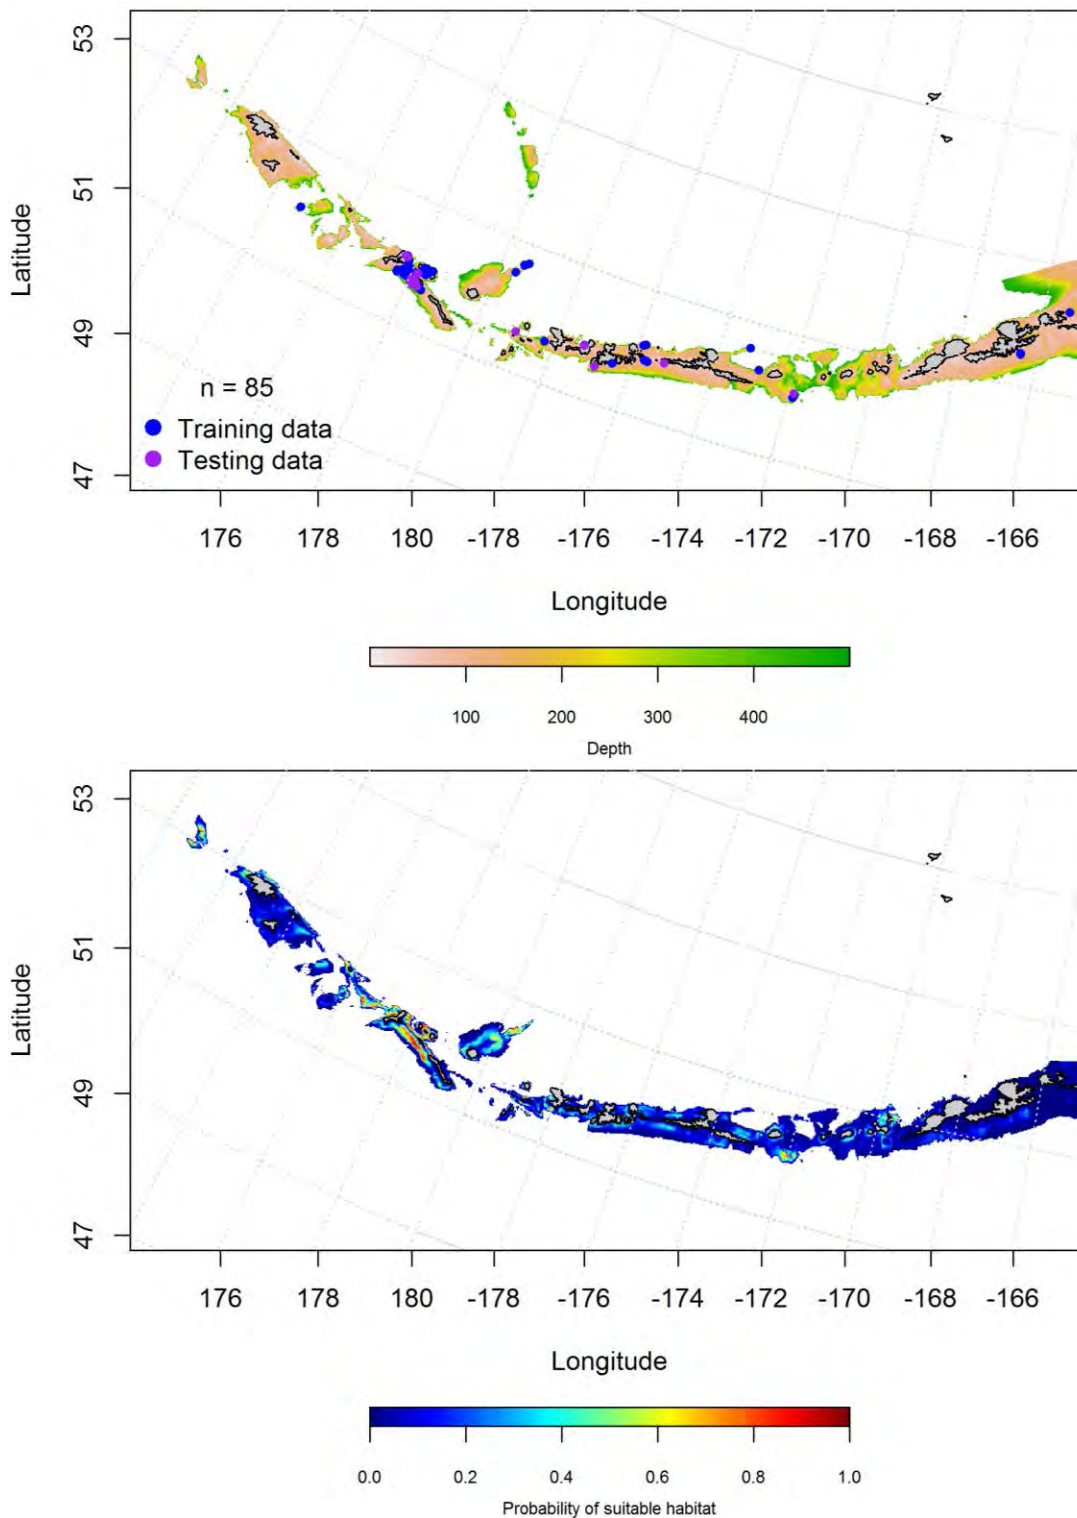 53
51
49
47
Latitude
n = 85
Training data
Testing data
176 178 180 -178 -176 -174 -172 -170 -168 -166
Longitude
100 200 300 400
Depth
53
51
49
47
Latitude
176 178 180 -178 -176 -174 -172 -170 -168 -166
Longitude
0.0 0.2 0.4 0.6 0.8 1.0
Probability of suitable habitat